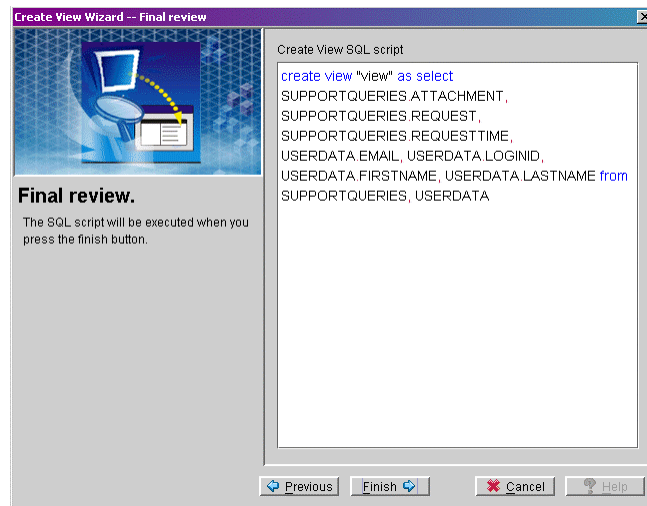 Create View Wizard -- Final review
Create View SQL script
create view "view" as select
SUPPORTQUERIES.ATTACHMENT,
SUPPORTQUERIES.REQUEST,
SUPPORTQUERIES.REQUESTTIME,
USERDATA.EMAIL, USERDATA.LOGINID,
USERDATA.FIRSTNAME, USERDATA.LASTNAME from
SUPPORTQUERIES, USERDATA
Final review.
The SQL script will be executed when you
press the finish button.
Previous Finish Cancel Help